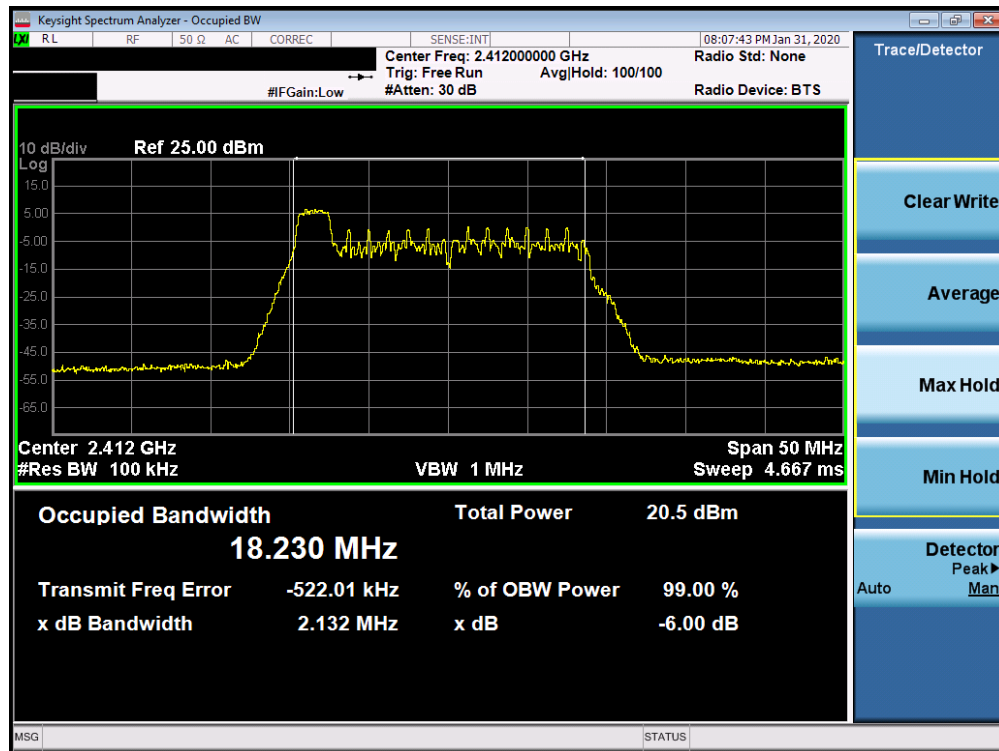 Keysight Spectrum Analyzer - Occupied BW
LXI RL RF 50 Ω AC CORREC SENSE:INT 08:07:43 PM Jan 31, 2020
Center Freq: 2.412000000 GHz Radio Std: None
Trig: Free Run Avg|Hold: 100/100
#IFGain:Low #Atten: 30 dB Radio Device: BTS
10 dB/div Ref 25.00 dBm
Log
15.0
5.00
-5.00
-15.0
-25.0
-35.0
-45.0
-55.0
-65.0
Center 2.412 GHz Span 50 MHz
#Res BW 100 kHz VBW 1 MHz Sweep 4.667 ms
Occupied Bandwidth Total Power 20.5 dBm
18.230 MHz
Transmit Freq Error -522.01 kHz % of OBW Power 99.00 %
x dB Bandwidth 2.132 MHz x dB -6.00 dB
MSG STATUS
Trace/Detector
Clear Write
Average
Max Hold
Min Hold
Detector
Peak▶
Auto Man